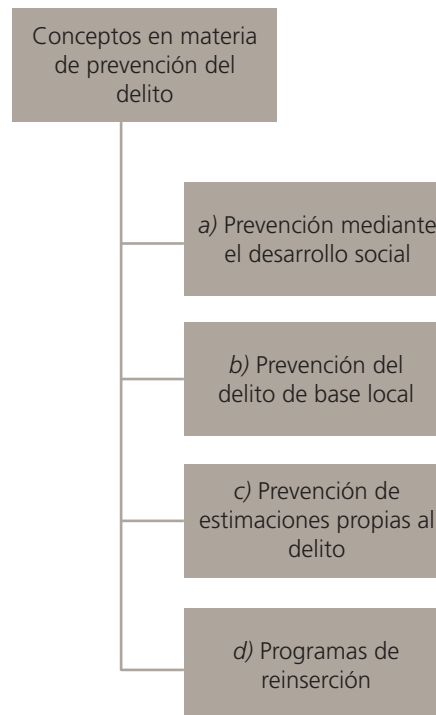 Conceptos en materia
de prevención del
delito
a) Prevención mediante
el desarrollo social
b) Prevención del
delito de base local
c) Prevención de
estimaciones propias al
delito
d) Programas de
reinserción